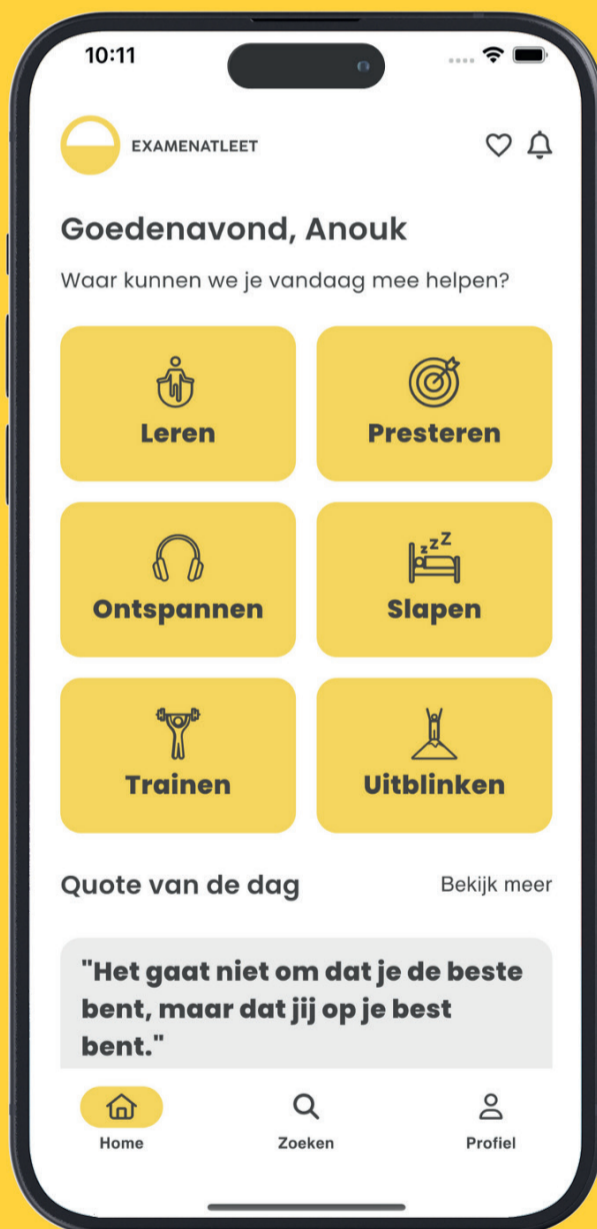 10:11
EXAMENATLEET
Goedenavond, Anouk
Waar kunnen we je vandaag mee helpen?
Leren
Presteren
Ontspannen
zzZ
Slapen
Trainen
Uitblinken
Quote van de dag
Bekijk meer
"Het gaat niet om dat je de beste
bent, maar dat jij op je best
bent."
Home
Zoeken
Profiel